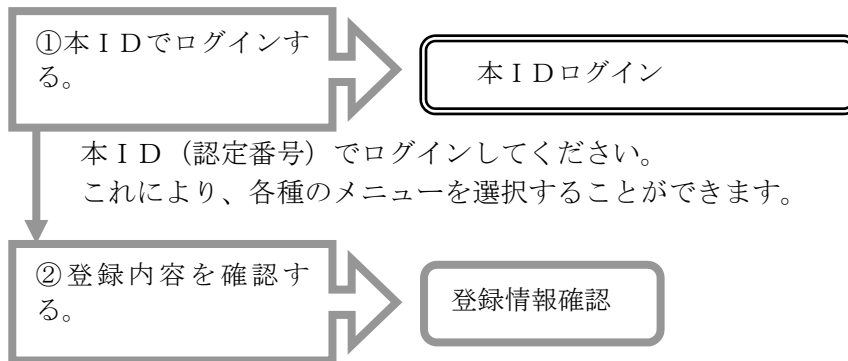 ①本ＩＤでログインす
る。
本ＩＤログイン
本ＩＤ（認定番号）でログインしてください。
これにより、各種のメニューを選択することができます。
②登録内容を確認す
る。
登録情報確認